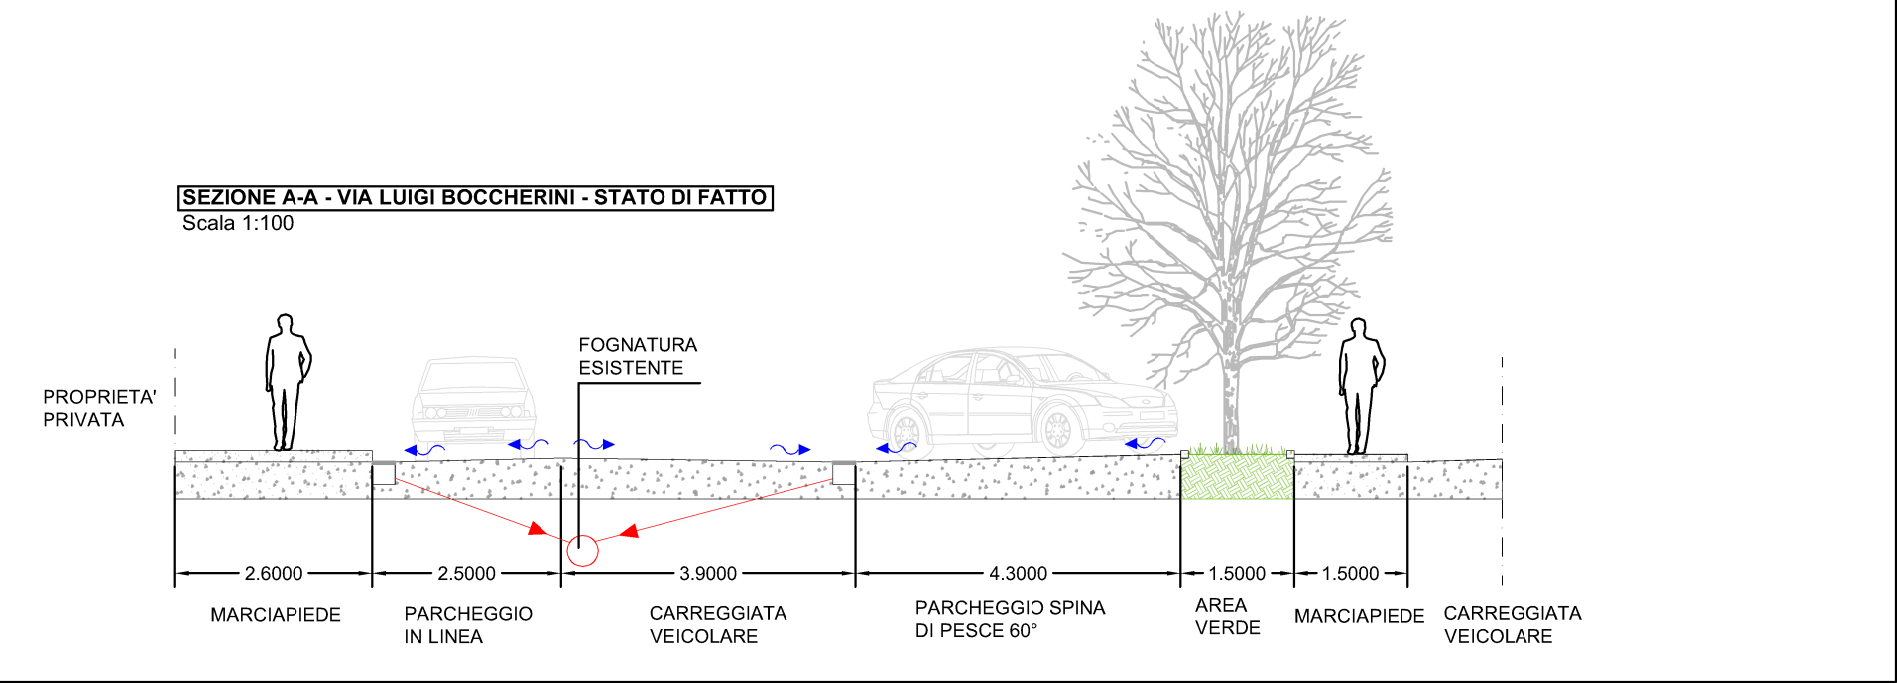 SEZIONE A-A - VIA LUIGI BOCCHERINI - STATO DI FATTO
Scala 1:100
FOGNATURA
ESISTENTE
PROPRIETA'
PRIVATA
2.6000
2.5000
3.9000
4.3000
1.5000
1.5000
MARCIAPIEDE
PARCHEGGIO
IN LINEA
CARREGGIATA
VEICOLARE
PARCHEGGIO SPINA
DI PESCE 60°
AREA
VERDE
MARCIAPIEDE
CARREGGIATA
VEICOLARE